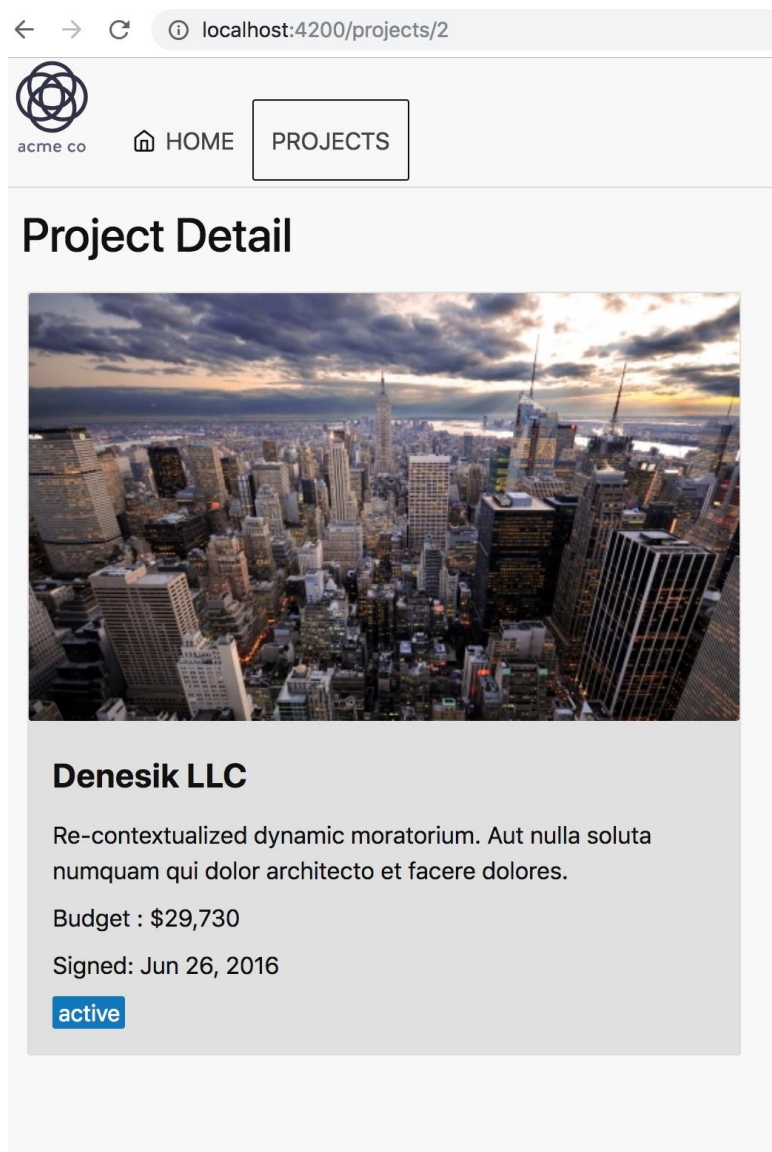 localhost:4200/projects/2
acme co
HOME
PROJECTS
Project Detail
Denesik LLC
Re-contextualized dynamic moratorium. Aut nulla soluta
numquam qui dolor architecto et facere dolores.
Budget : $29,730
Signed: Jun 26, 2016
active